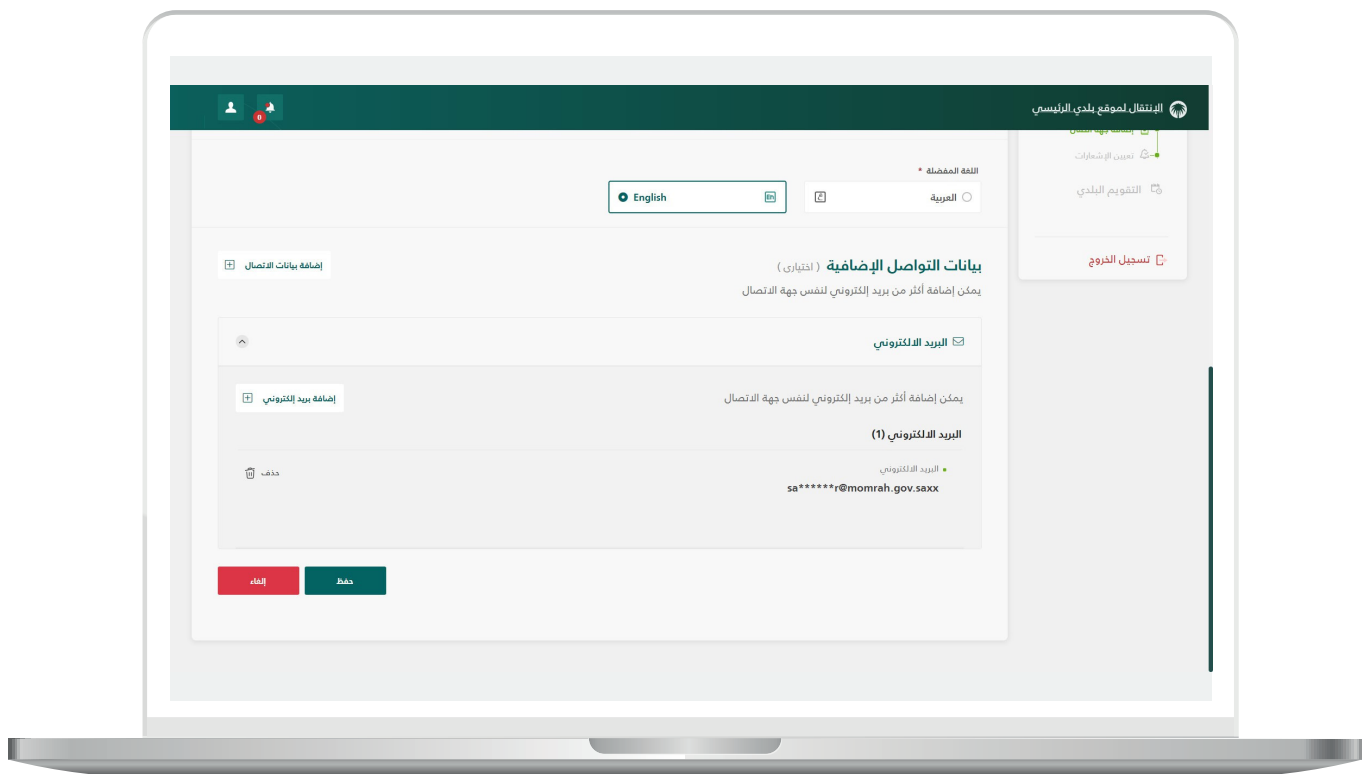 الإنتقال لموقع بلدي الرئيسي
0
إضافة جهة اتصال
تعيين الإشعارات
التقويم البلدي
تسجيل الخروج
اللغة المفضلة *
العربية
ع
En
English
بيانات التواصل الإضافية ( اختياري )
إضافة بيانات الاتصال
يمكن إضافة أكثر من بريد إلكتروني لنفس جهة الاتصال
البريد الالكتروني
يمكن إضافة أكثر من بريد إلكتروني لنفس جهة الاتصال
إضافة بريد إلكتروني
البريد الالكتروني (1)
البريد الالكتروني
حذف
sa******r@momrah.gov.saxx
حفظ
إلغاء